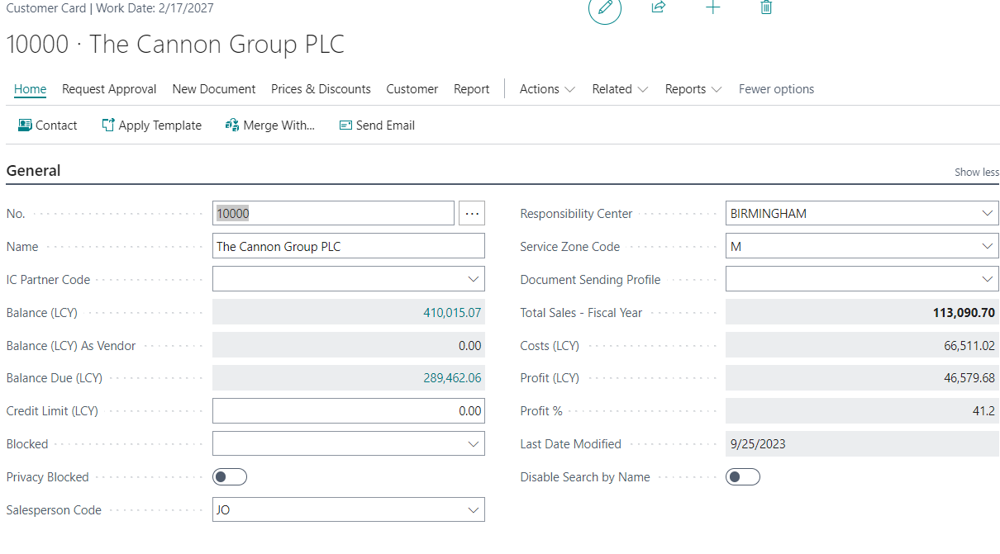 Customer Card | Work Date: 2/17/2027
10000 · The Cannon Group PLC
Home Request Approval New Document Prices & Discounts Customer Report Actions Related Reports Fewer options
Contact Apply Template Merge With... Send Email
General Show less
No. 10000 ...
Name The Cannon Group PLC
IC Partner Code
Balance (LCY) 410,015.07
Balance (LCY) As Vendor 0.00
Balance Due (LCY) 289,462.06
Credit Limit (LCY) 0.00
Blocked
Privacy Blocked
Salesperson Code JO
Responsibility Center BIRMINGHAM
Service Zone Code M
Document Sending Profile
Total Sales - Fiscal Year 113,090.70
Costs (LCY) 66,511.02
Profit (LCY) 46,579.68
Profit % 41.2
Last Date Modified 9/25/2023
Disable Search by Name